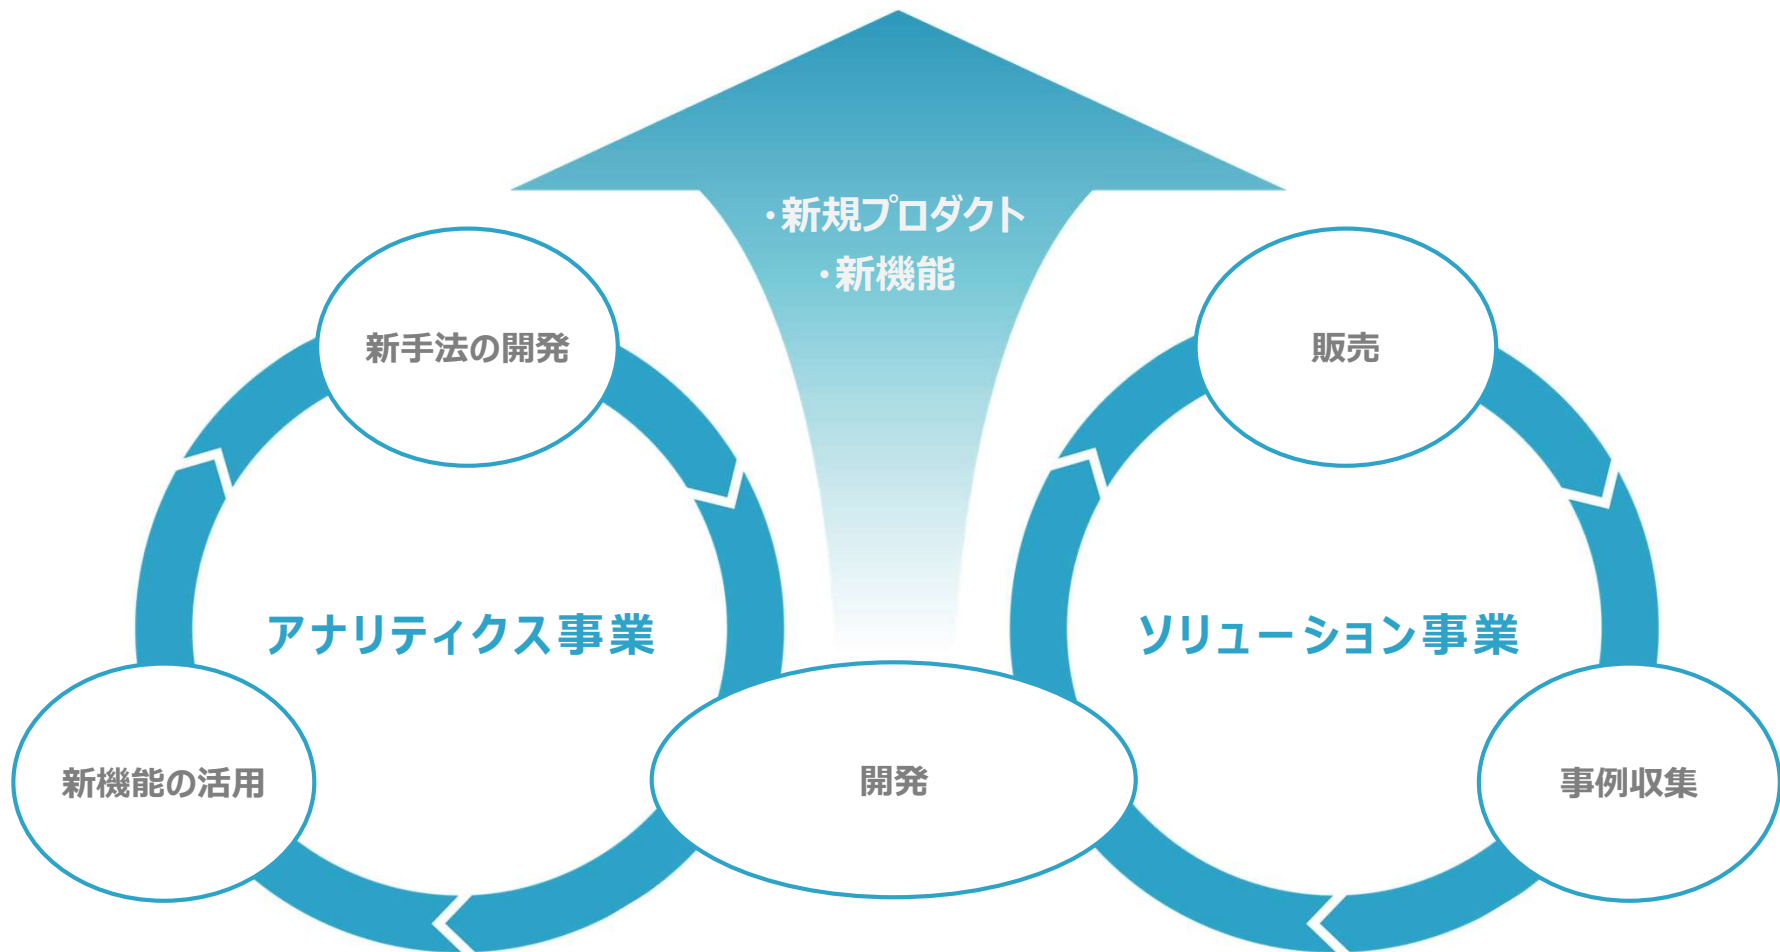 ・新規プロダクト
・新機能
新手法の開発
販売
アナリティクス事業
ソリューション事業
新機能の活用
開発
事例収集